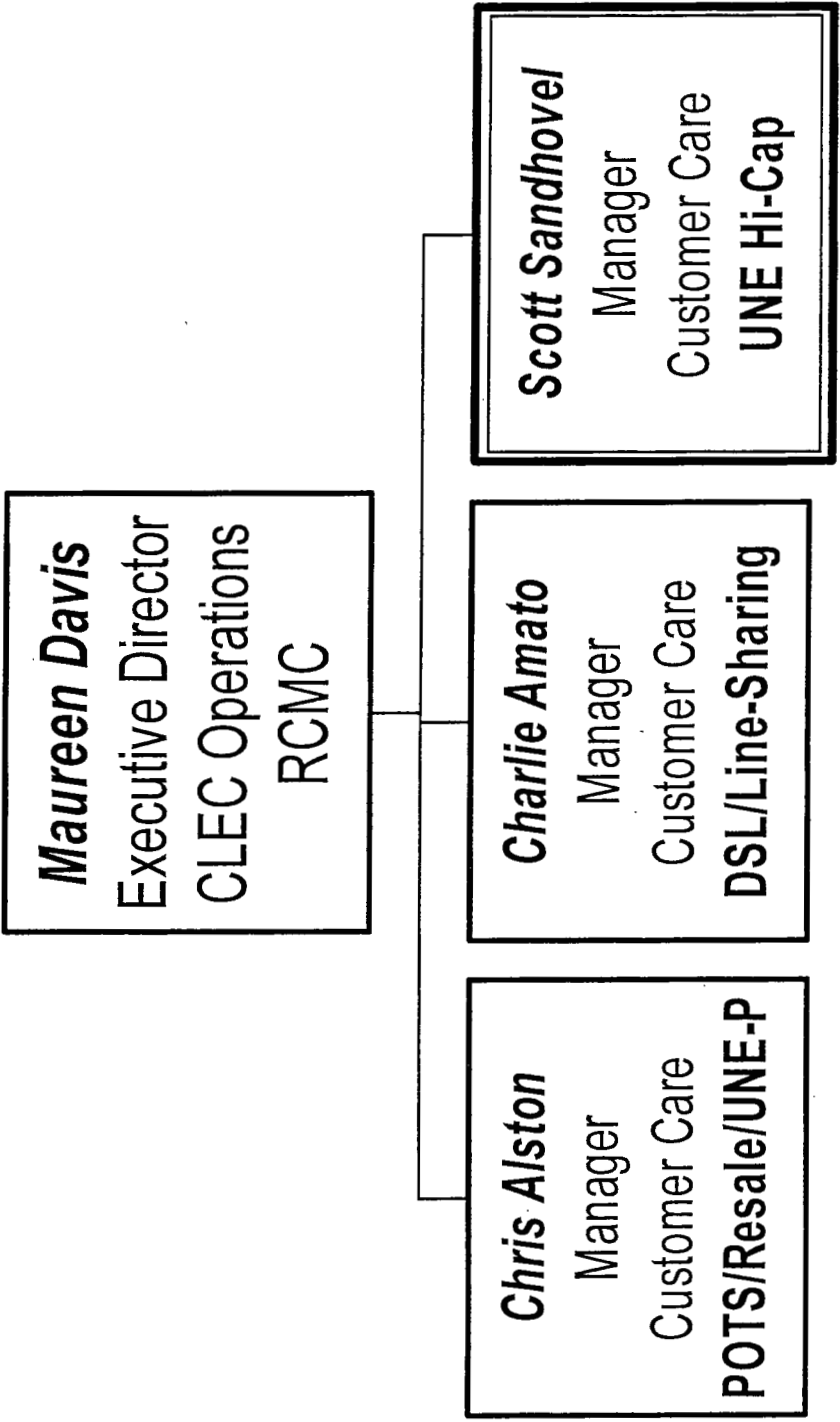 Maureen Davis
Executive Director
CLEC Operations
RCMC
Chris Alston
Manager
Customer Care
POTS/Resale/UNE-P
Charlie Amato
Manager
Customer Care
DSL/Line-Sharing
Scott Sandhovel
Manager
Customer Care
UNE Hi-Cap